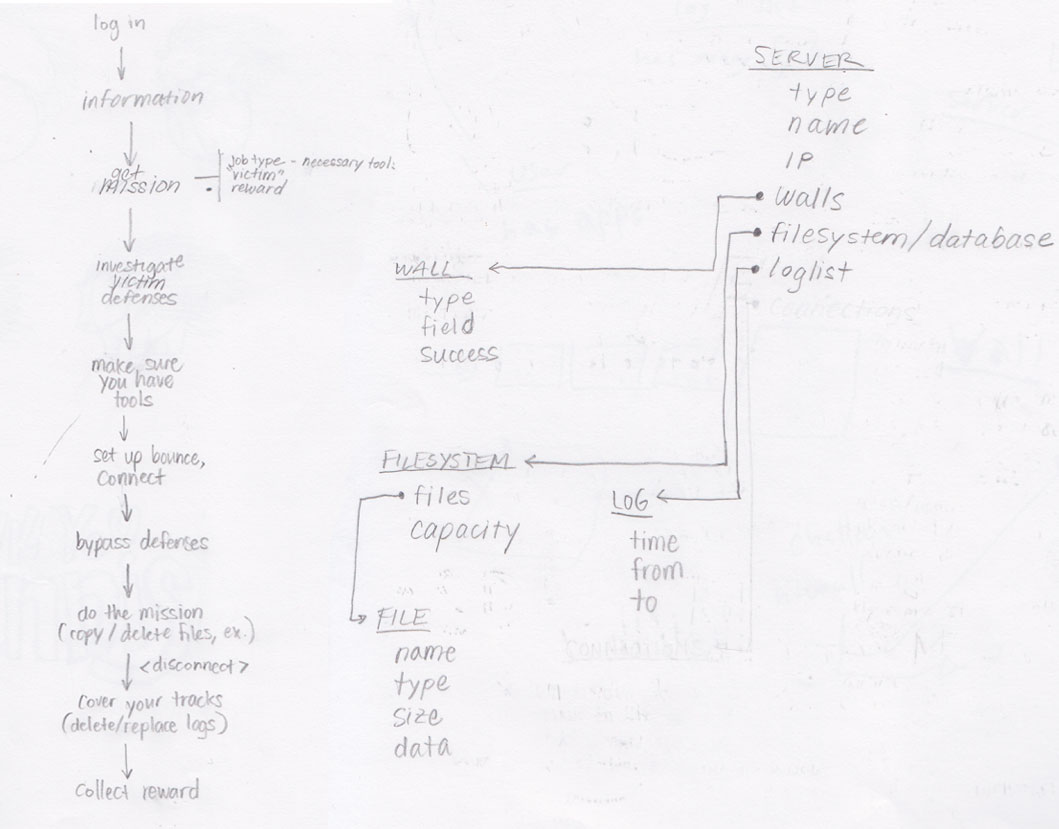 log in
information
get
mission
Job type - necessary tools
"victim"
reward
investigate
victim
defenses
make sure
you have
tools
set up bounce,
connect
bypass defenses
do the mission
(copy/delete files, ex.)
<disconnect>
cover your tracks
(delete/replace logs)
collect reward
SERVER
type
name
IP
walls
filesystem/database
loglist
connections
WALL
type
field
success
FILESYSTEM
files
capacity
LOG
time
from
to
FILE
name
type
size
data